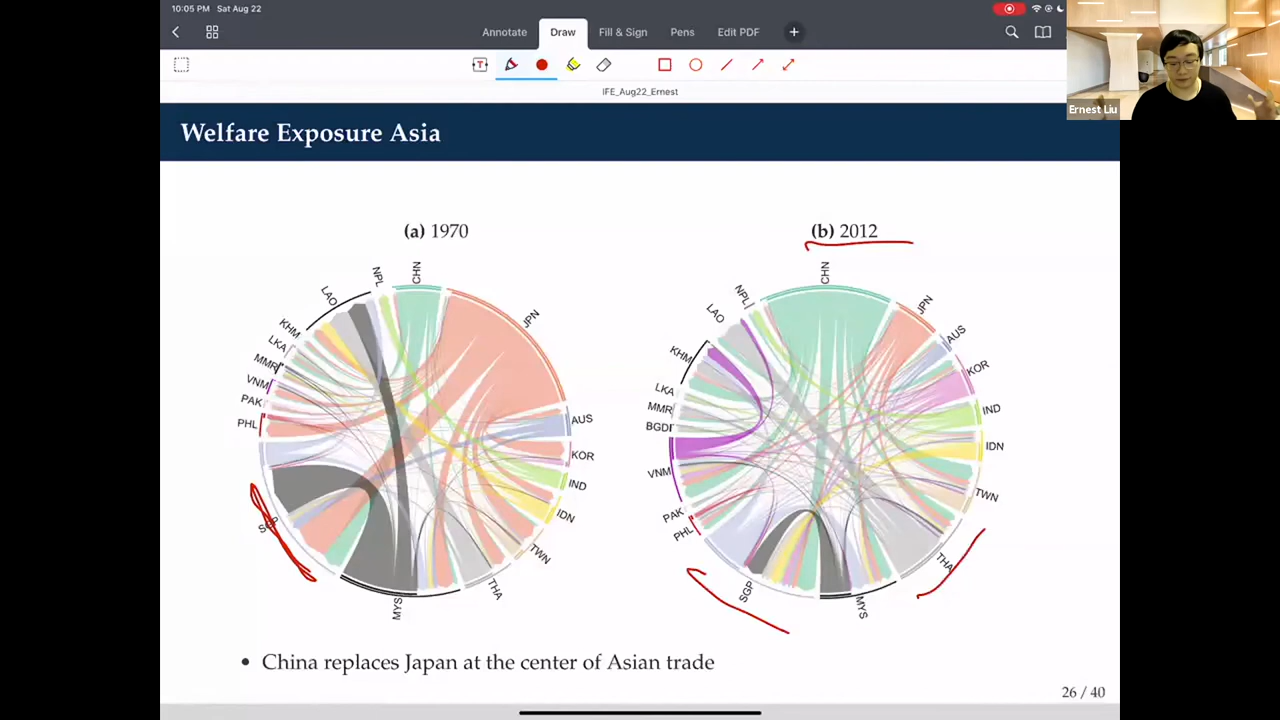 10:05 PM Sat Aug 22
Annotate Draw Fill & Sign Pens Edit PDF
T
IFE_Aug22_Ernest
Ernest Liu
Welfare Exposure Asia
(a) 1970
CHN
JPN
AUS
KOR
IND
IDN
TWN
THA
MYS
SGP
PHL
PAK
VNM
MMR
LKA
KHM
LAO
NPL
(b) 2012
CHN
JPN
AUS
KOR
IND
IDN
TWN
THA
MYS
SGP
PHL
PAK
VNM
BGD
MMR
LKA
KHM
LAO
NPL
• China replaces Japan at the center of Asian trade
26 / 40